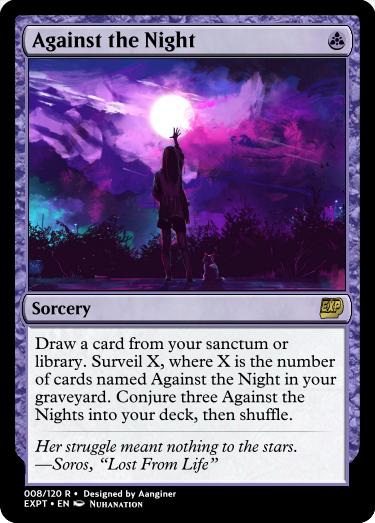 Against the Night
Sorcery
EXP
Draw a card from your sanctum or
library. Surveil X, where X is the number
of cards named Against the Night in your
graveyard. Conjure three Against the
Nights into your deck, then shuffle.
Her struggle meant nothing to the stars.
—Soros, “Lost From Life”
008/120 R • Designed by Aanginer
EXPT • EN Nuhanation